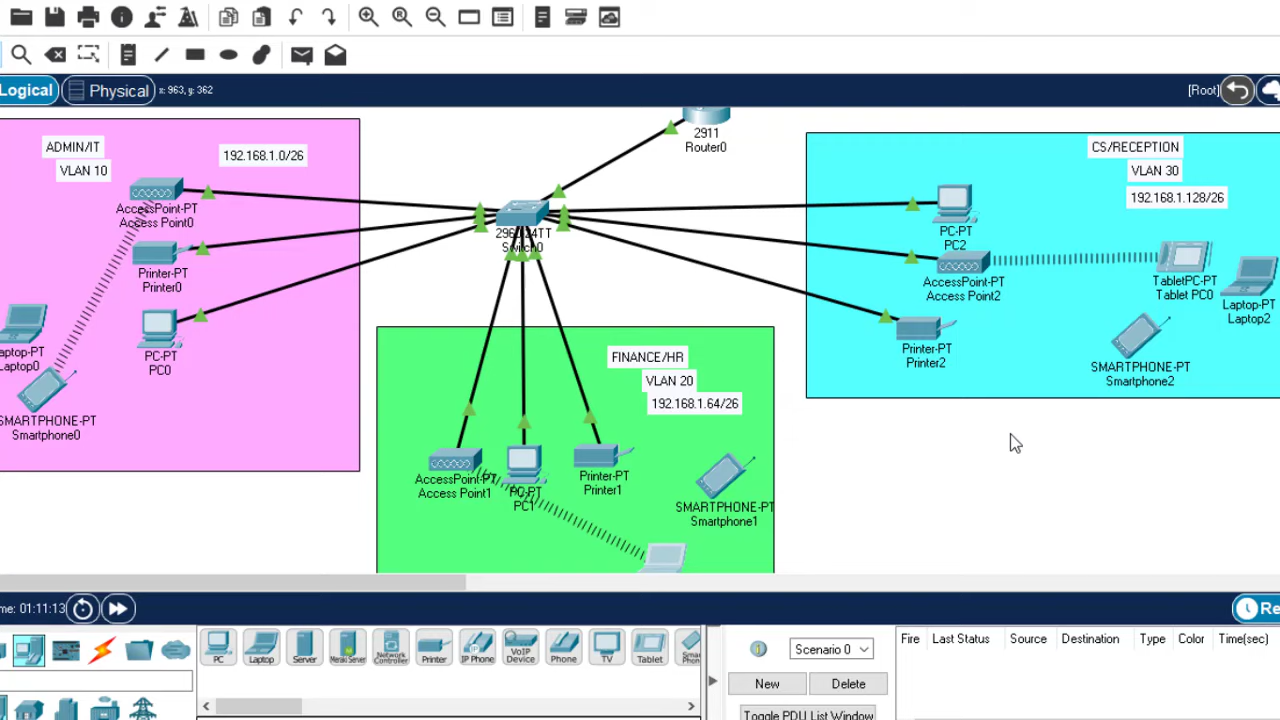 Logical
Physical
x: 963, y: 362
[Root]
2911
Router0
ADMIN/IT
VLAN 10
192.168.1.0/26
AccessPoint-PT
Access Point0
Printer-PT
Printer0
PC-PT
PC0
aptop-PT
Laptop0
SMARTPHONE-PT
Smartphone0
2960-24TT
Switch0
FINANCE/HR
VLAN 20
192.168.1.64/26
AccessPoint-PT
Access Point1
PC-PT
PC1
Printer-PT
Printer1
SMARTPHONE-PT
Smartphone1
CS/RECEPTION
VLAN 30
192.168.1.128/26
PC-PT
PC2
AccessPoint-PT
Access Point2
TabletPC-PT
Tablet PC0
Laptop-PT
Laptop2
Printer-PT
Printer2
SMARTPHONE-PT
Smartphone2
me: 01:11:13
Re
PC
Laptop
Server
Meraki Server
Network Controller
Printer
IP Phone
VoIP Device
Phone
TV
Tablet
Smart Phon
Scenario 0
New
Delete
Toggle PDU List Window
Fire Last Status Source Destination Type Color Time(sec)